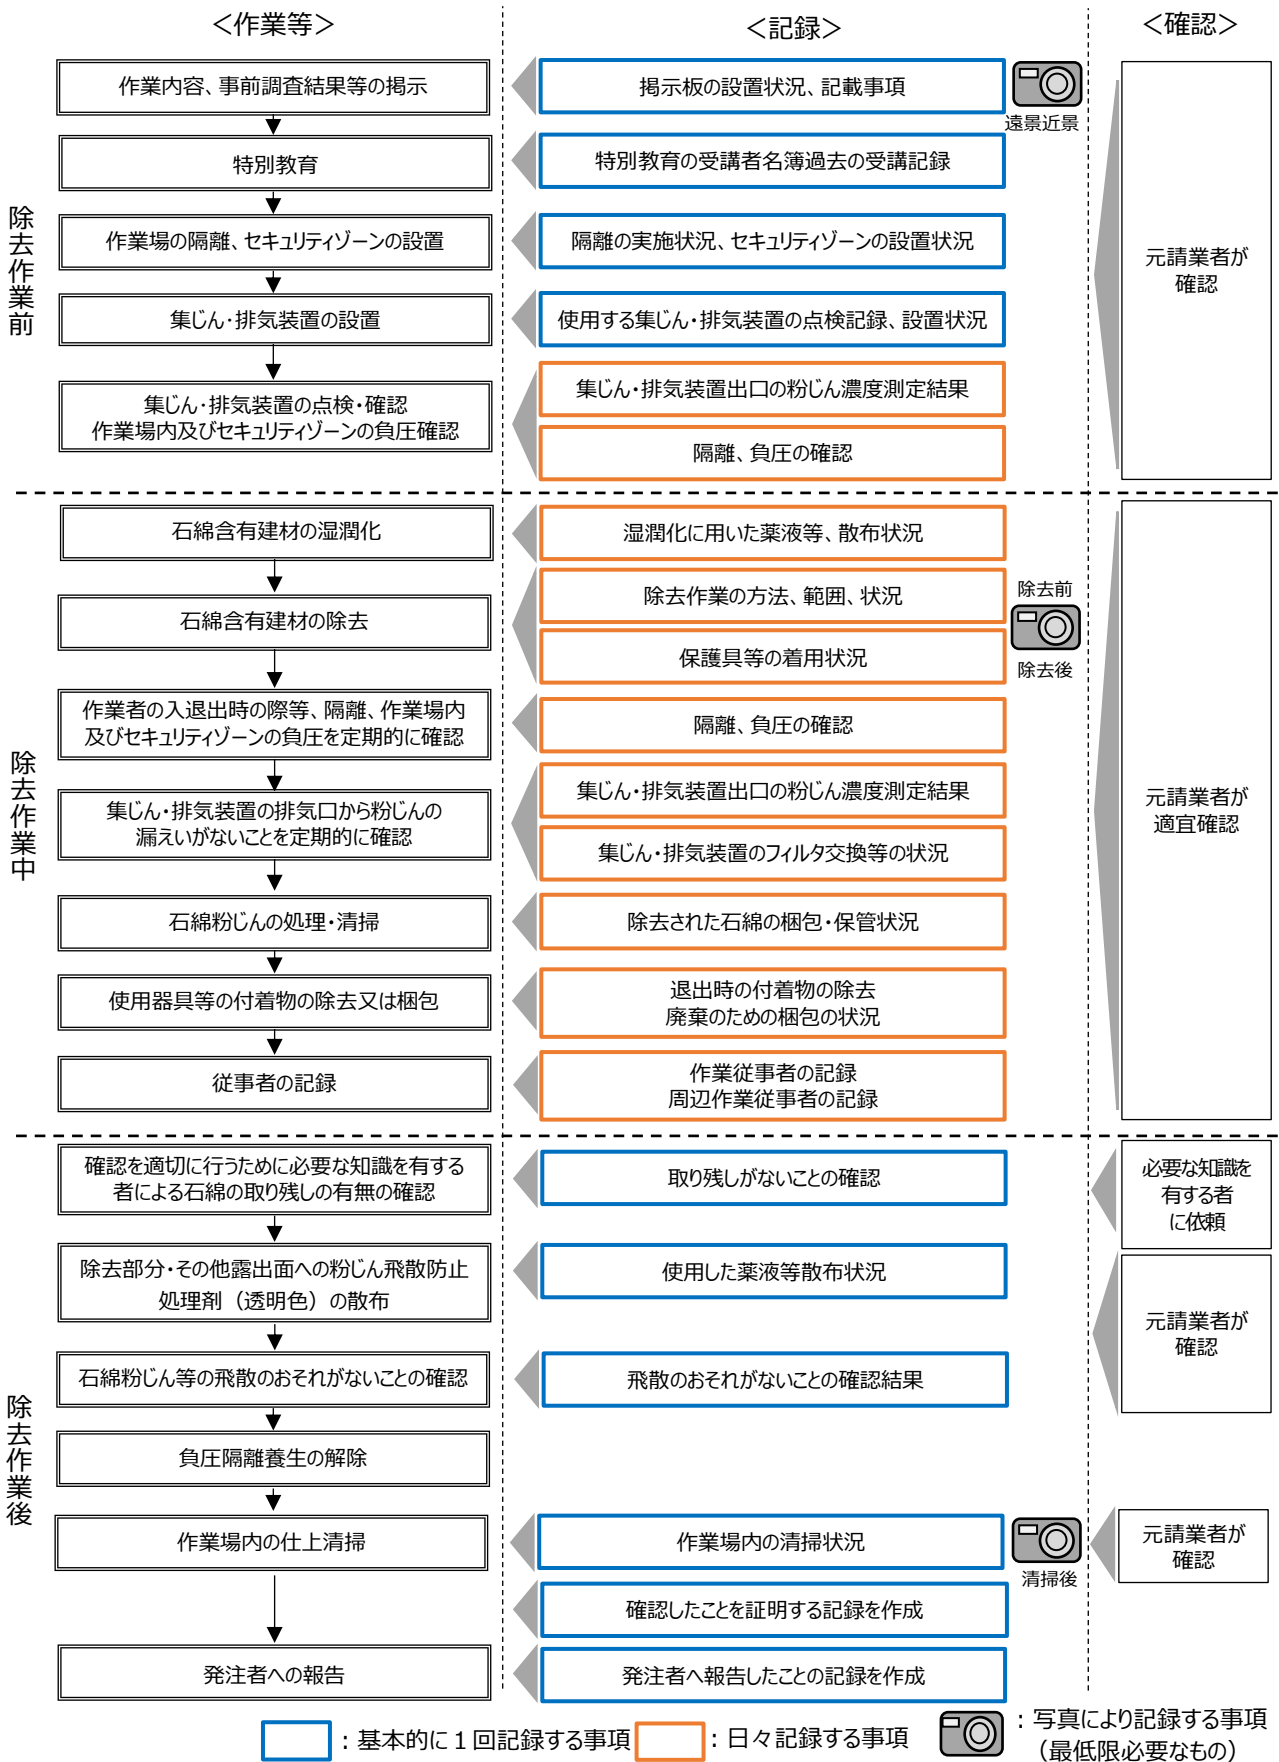 ＜作業等＞
＜記録＞
＜確認＞
除去作業前
作業内容、事前調査結果等の掲示
掲示板の設置状況、記載事項
遠景近景
特別教育
特別教育の受講者名簿過去の受講記録
作業場の隔離、セキュリティゾーンの設置
隔離の実施状況、セキュリティゾーンの設置状況
集じん・排気装置の設置
使用する集じん・排気装置の点検記録、設置状況
集じん・排気装置の点検・確認
作業場内及びセキュリティゾーンの負圧確認
集じん・排気装置出口の粉じん濃度測定結果
隔離、負圧の確認
元請業者が
確認
除去作業中
石綿含有建材の湿潤化
湿潤化に用いた薬液等、散布状況
石綿含有建材の除去
除去作業の方法、範囲、状況
保護具等の着用状況
除去前
除去後
作業者の入退出時の際等、隔離、作業場内
及びセキュリティゾーンの負圧を定期的に確認
隔離、負圧の確認
集じん・排気装置の排気口から粉じんの
漏えいがないことを定期的に確認
集じん・排気装置出口の粉じん濃度測定結果
集じん・排気装置のフィルタ交換等の状況
石綿粉じんの処理・清掃
除去された石綿の梱包・保管状況
使用器具等の付着物の除去又は梱包
退出時の付着物の除去
廃棄のための梱包の状況
従事者の記録
作業従事者の記録
周辺作業従事者の記録
元請業者が
適宜確認
除去作業後
確認を適切に行うために必要な知識を有する
者による石綿の取り残しの有無の確認
取り残しがないことの確認
必要な知識を
有する者
に依頼
除去部分・その他露出面への粉じん飛散防止
処理剤（透明色）の散布
使用した薬液等散布状況
石綿粉じん等の飛散のおそれがないことの確認
飛散のおそれがないことの確認結果
元請業者が
確認
負圧隔離養生の解除
作業場内の仕上清掃
作業場内の清掃状況
清掃後
元請業者が
確認
確認したことを証明する記録を作成
発注者への報告
発注者へ報告したことの記録を作成
：基本的に１回記録する事項
：日々記録する事項
：写真により記録する事項
（最低限必要なもの）